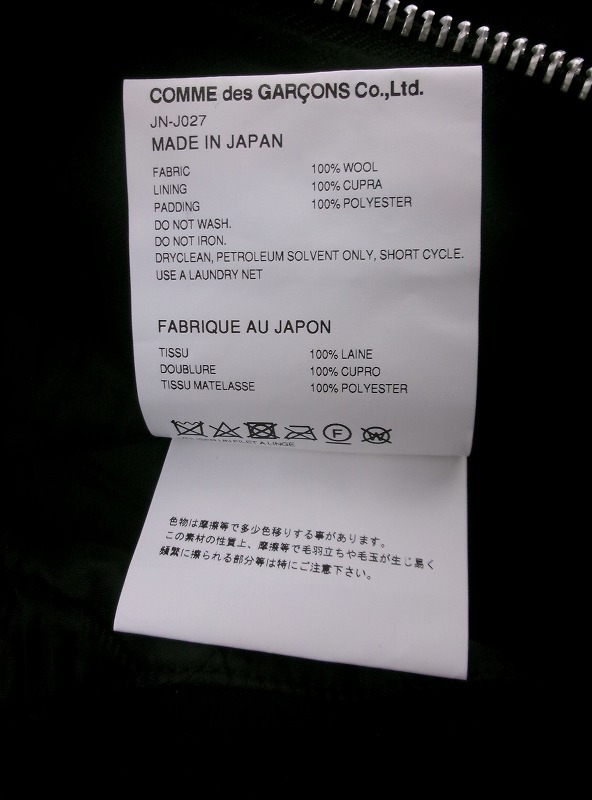 COMME des GARÇONS Co.,Ltd.
JN-J027
MADE IN JAPAN
FABRIC 100% WOOL
LINING 100% CUPRA
PADDING 100% POLYESTER
DO NOT WASH.
DO NOT IRON.
DRYCLEAN, PETROLEUM SOLVENT ONLY, SHORT CYCLE.
USE A LAUNDRY NET
FABRIQUE AU JAPON
TISSU 100% LAINE
DOUBLURE 100% CUPRO
TISSU MATELASSE 100% POLYESTER
F W
FILET A LINGE
色物は摩擦等で多少色移りする事があります。
この素材の性質上、摩擦等で毛羽立ちや毛玉が生じ易く
頻繁に擦られる部分等は特にご注意下さい。